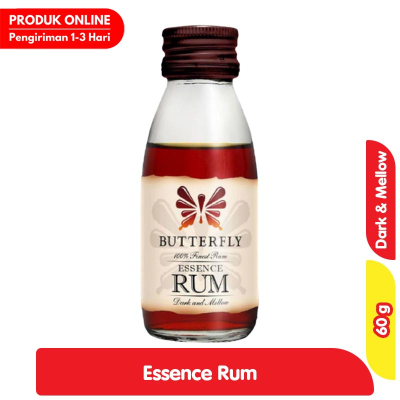 PRODUK ONLINE
Pengiriman 1-3 Hari
BUTTERFLY
100% Finest Rum
ESSENCE
RUM
Dark and Mellow
Dark & Mellow
60 g
Essence Rum